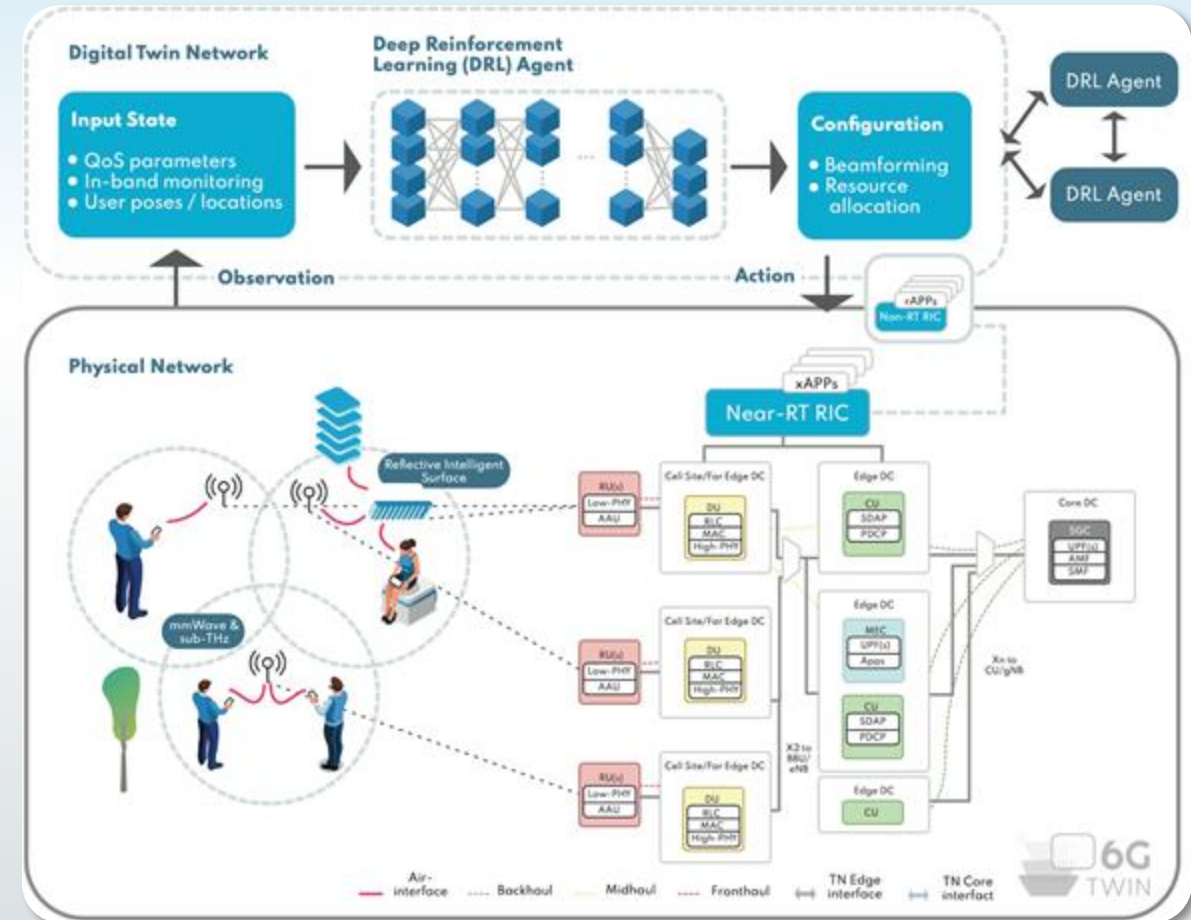 Digital Twin Network
Deep Reinforcement
Learning (DRL) Agent
Input State
• QoS parameters
• In-band monitoring
• User poses / locations
Configuration
• Beamforming
• Resource
allocation
DRL Agent
DRL Agent
Observation
Action
rAPPs
Non-RT RIC
Physical Network
xAPPs
Near-RT RIC
Reflective Intelligent
Surface
mmWave &
sub-THz
RU(s)
Low-PHY
AAU
Cell Site/Far Edge DC
DU
RLC
MAC
High-PHY
Edge DC
CU
SDAP
PDCP
Core DC
5GC
UPF(s)
AMF
SMF
RU(s)
Low-PHY
AAU
Cell Site/Far Edge DC
DU
RLC
MAC
High-PHY
Edge DC
MEC
UPF(s)
Apps
CU
SDAP
PDCP
Xn to
CU/gNB
X2 to
BBU/
eNB
RU(s)
Low-PHY
AAU
Cell Site/Far Edge DC
DU
RLC
MAC
High-PHY
Edge DC
CU
Air-
interface
Backhaul
Midhaul
Fronthaul
TN Edge
interface
TN Core
interfact
6G
TWIN